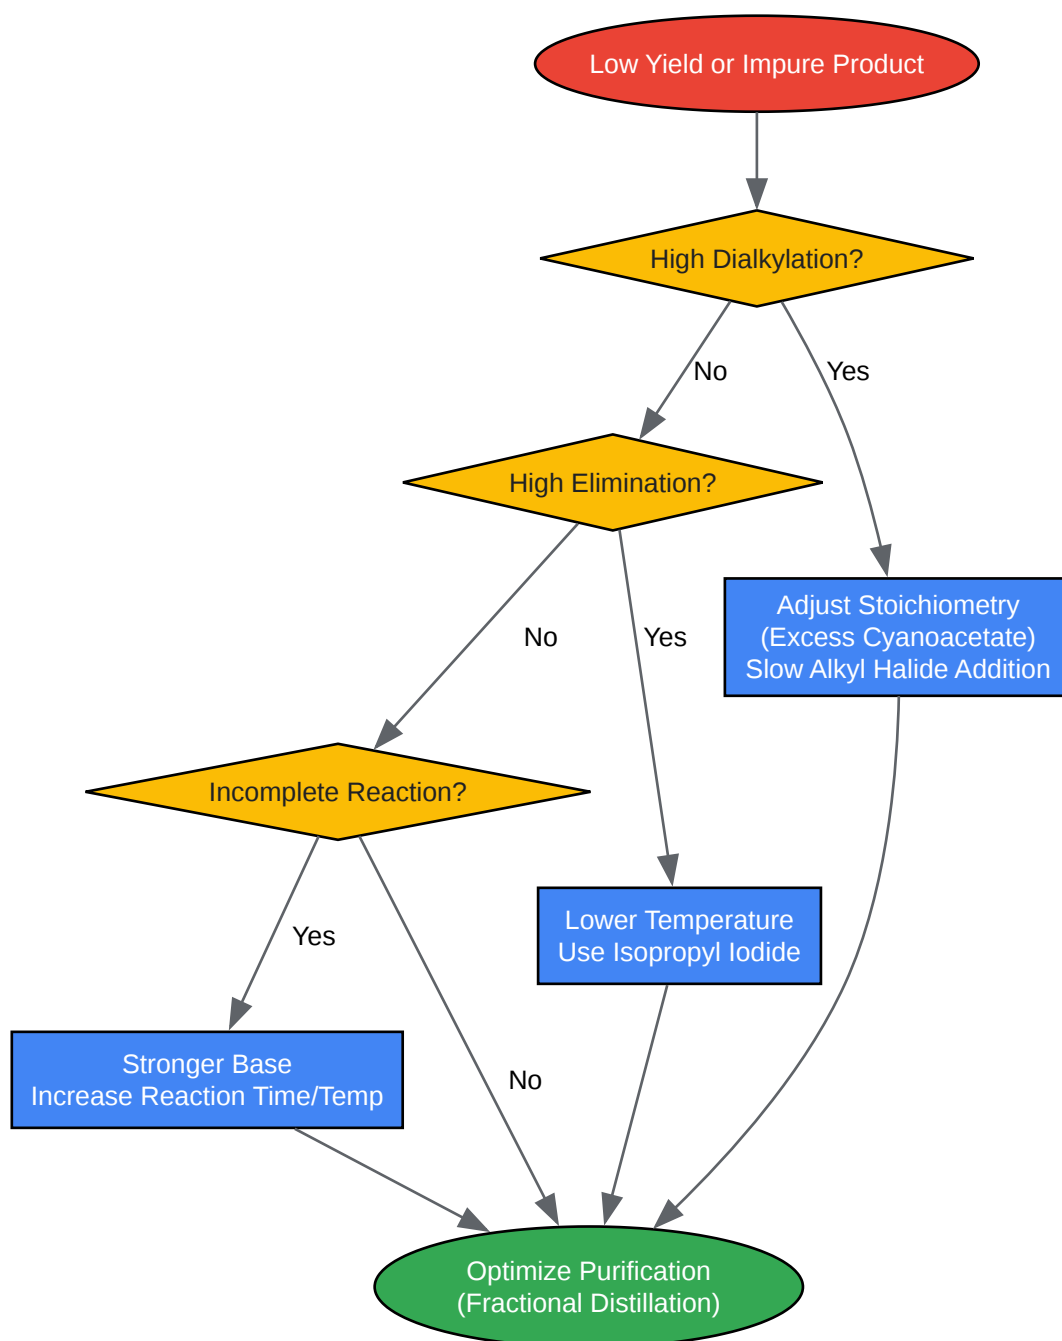 Low Yield or Impure Product
High Dialkylation?
No
Yes
High Elimination?
Adjust Stoichiometry
(Excess Cyanoacetate)
Slow Alkyl Halide Addition
No
Yes
Incomplete Reaction?
Lower Temperature
Use Isopropyl Iodide
Yes
Stronger Base
Increase Reaction Time/Temp
No
Optimize Purification
(Fractional Distillation)